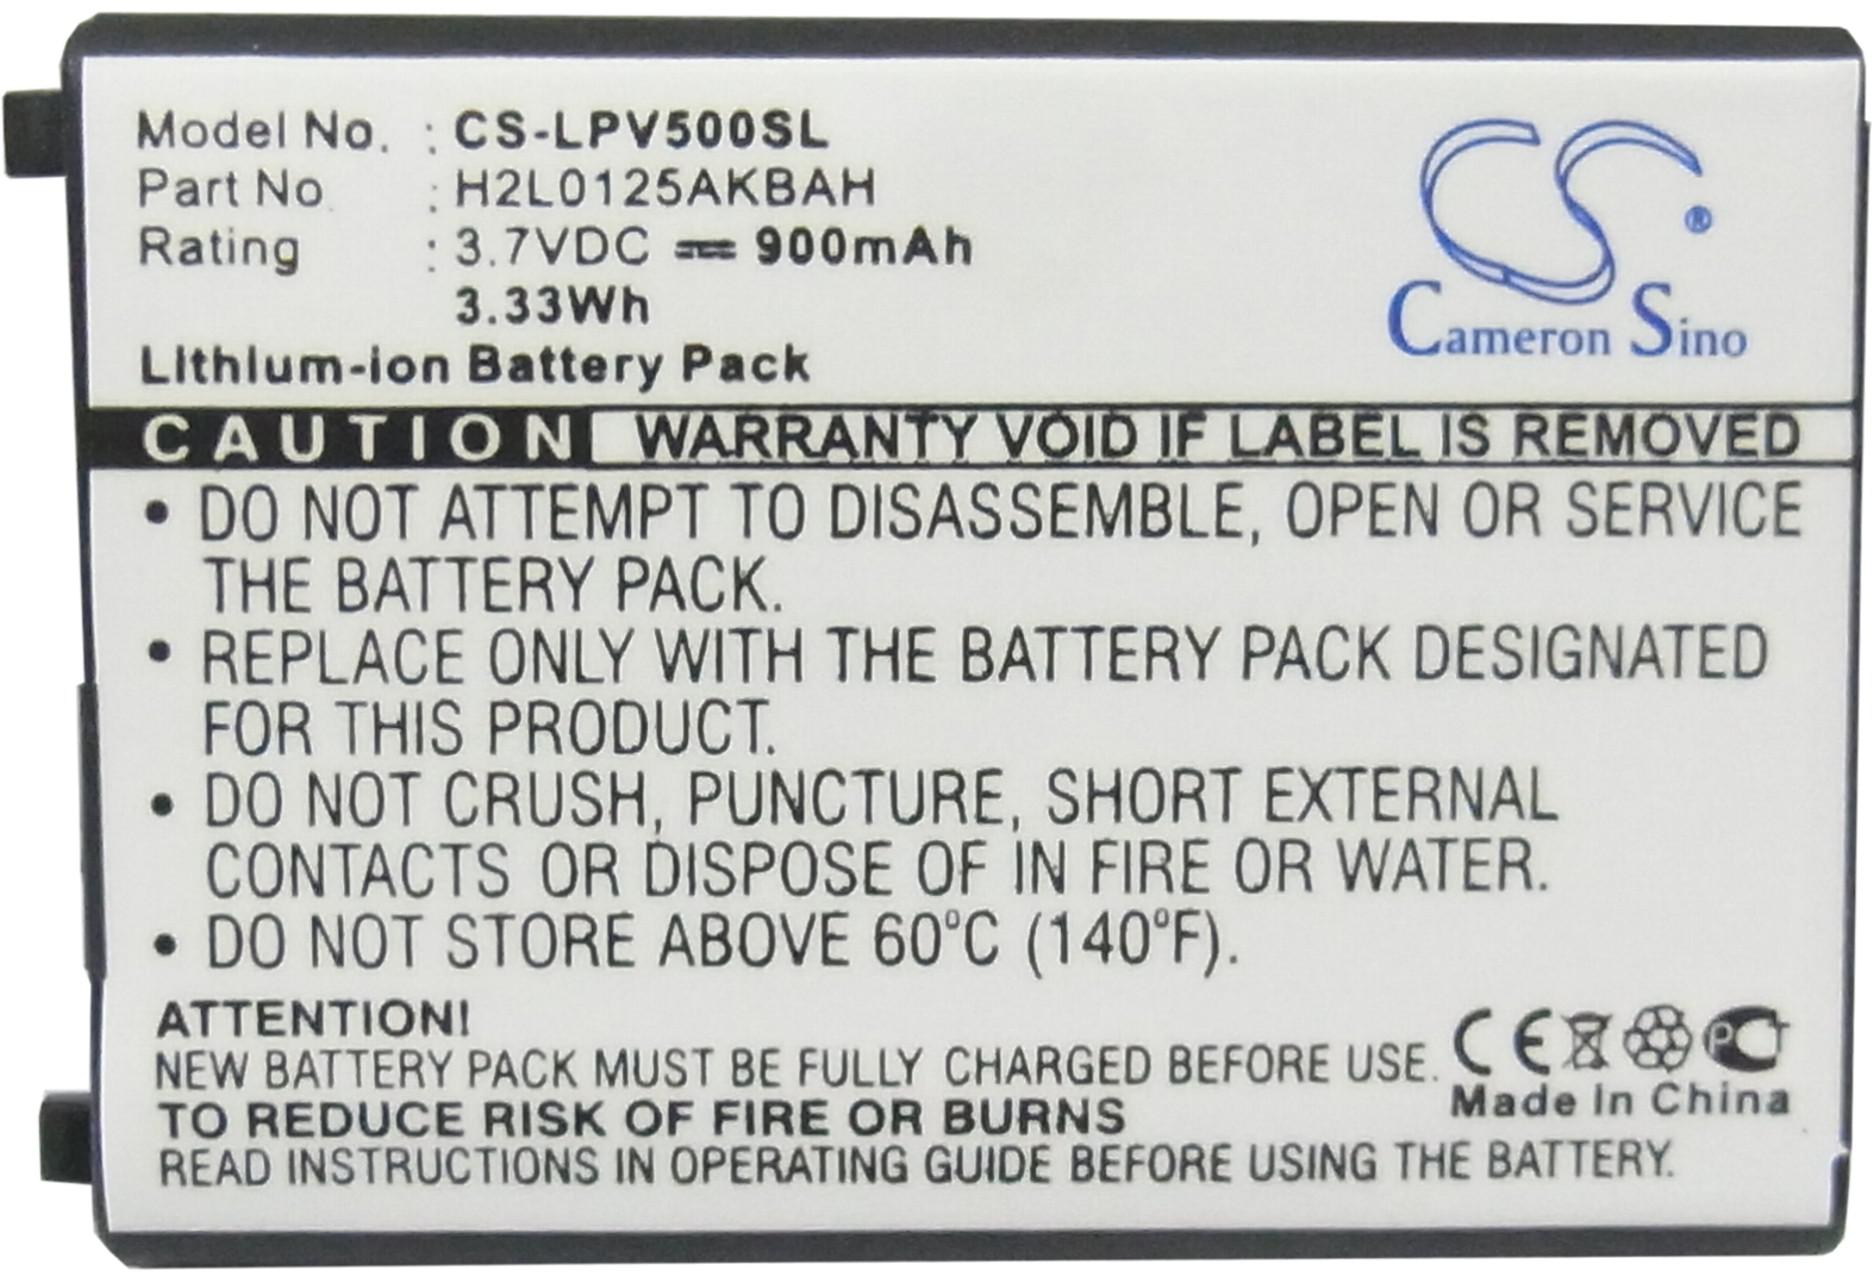 Model No. : CS-LPV500SL
Part No : H2L0125AKBAH
Rating : 3.7VDC 900mAh
3.33Wh
Lithium-ion Battery Pack
CS ®
Cameron Sino
CAUTION WARRANTY VOID IF LABEL IS REMOVED
• DO NOT ATTEMPT TO DISASSEMBLE, OPEN OR SERVICE
THE BATTERY PACK.
• REPLACE ONLY WITH THE BATTERY PACK DESIGNATED
FOR THIS PRODUCT.
• DO NOT CRUSH, PUNCTURE, SHORT EXTERNAL
CONTACTS OR DISPOSE OF IN FIRE OR WATER.
• DO NOT STORE ABOVE 60°C (140°F).
ATTENTION!
NEW BATTERY PACK MUST BE FULLY CHARGED BEFORE USE.
TO REDUCE RISK OF FIRE OR BURNS
READ INSTRUCTIONS IN OPERATING GUIDE BEFORE USING THE BATTERY.
CE PCT
Made In China